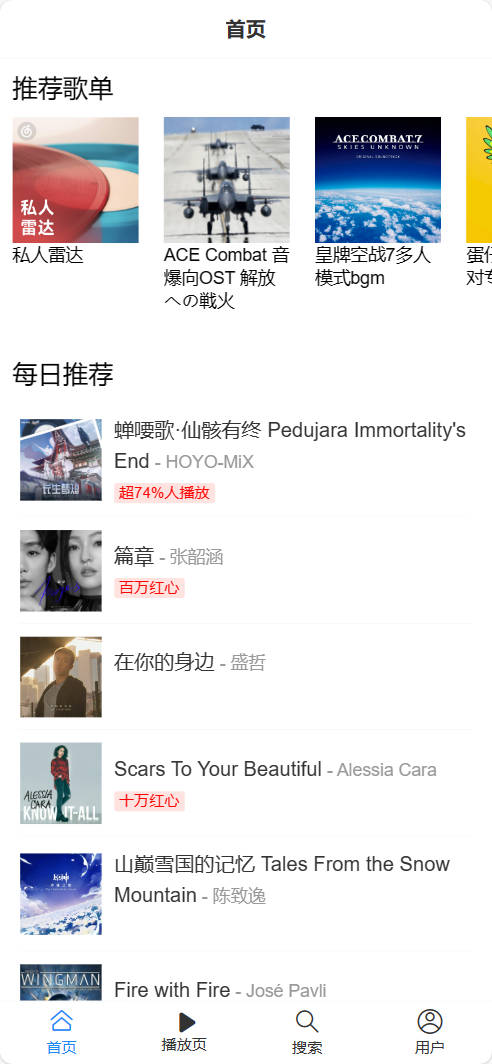 首页
推荐歌单
私人
雷达
ACECOMBAT.7
SKIES UNKNOWN
ORIGINAL SOUNDTRACK
私人雷达
ACE Combat 音
爆向OST 解放
への戦火
皇牌空战7多人
模式bgm
蛋仔
对专
每日推荐
蝉嘤歌·仙骸有终 Pedujara Immortality's
End - HOYO-MiX
超74%人播放
篇章 - 张韶涵
百万红心
在你的身边 - 盛哲
ALESSIA
CARA
KNOW-IT-ALL
Scars To Your Beautiful - Alessia Cara
十万红心
山巅雪国的记忆 Tales From the Snow
Mountain - 陈致逸
WINGMAN
Fire with Fire - José Pavli
首页
播放页
搜索
用户